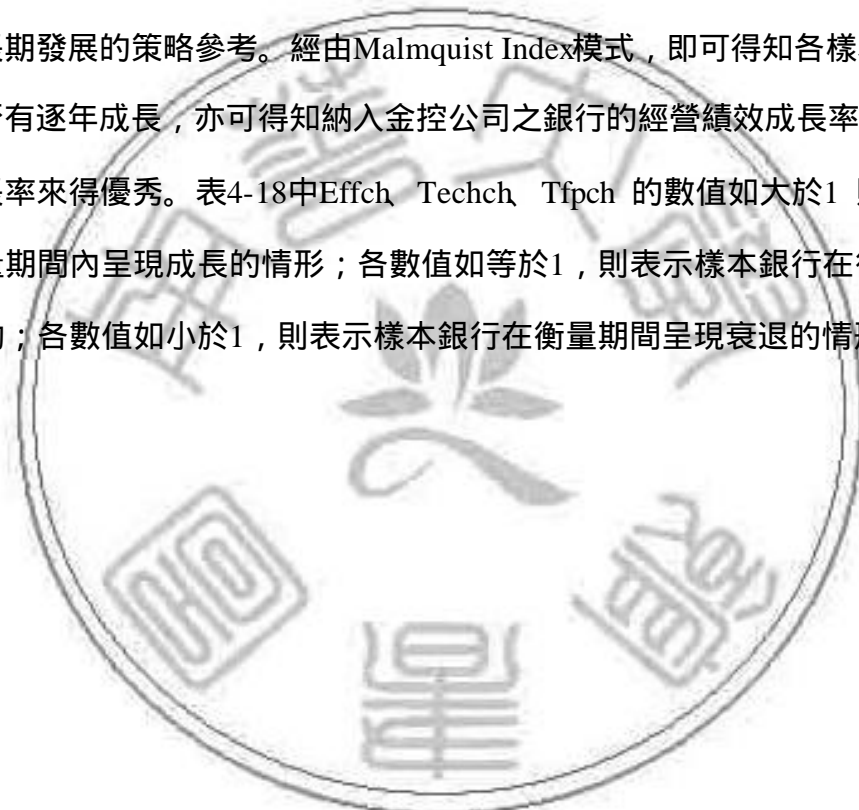 長期發展的策略參考。經由Malmquist Index模式，即可得知各樣
有逐年成長，亦可得知納入金控公司之銀行的經營績效成長率
長率來得優秀。表4-18中Effch、Techch、Tfpch 的數值如大於1
期間內呈現成長的情形；各數值如等於1，則表示樣本銀行在
；各數值如小於1，則表示樣本銀行在衡量期間呈現衰退的情形